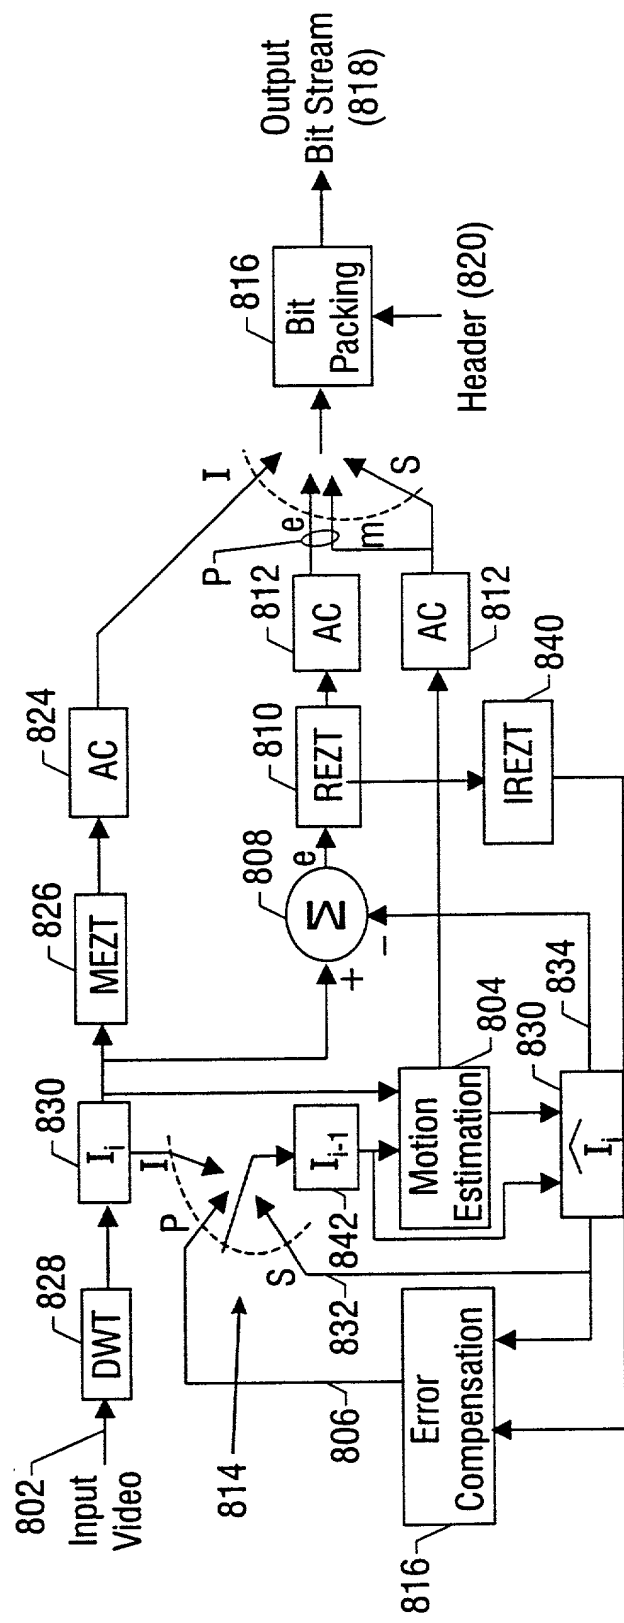 802
Input
Video
DWT
828
I_i
830
MEZT
826
AC
824
I
P
S
I
814
I_{i-1}
842
832
806
Motion
Estimation
804
Î_i
830
834
Error
Compensation
816
+
−
Σ
808
e
REZT
810
AC
812
AC
812
IREZT
840
P
e
m
I
S
Bit
Packing
816
Header (820)
Output
Bit Stream
(818)